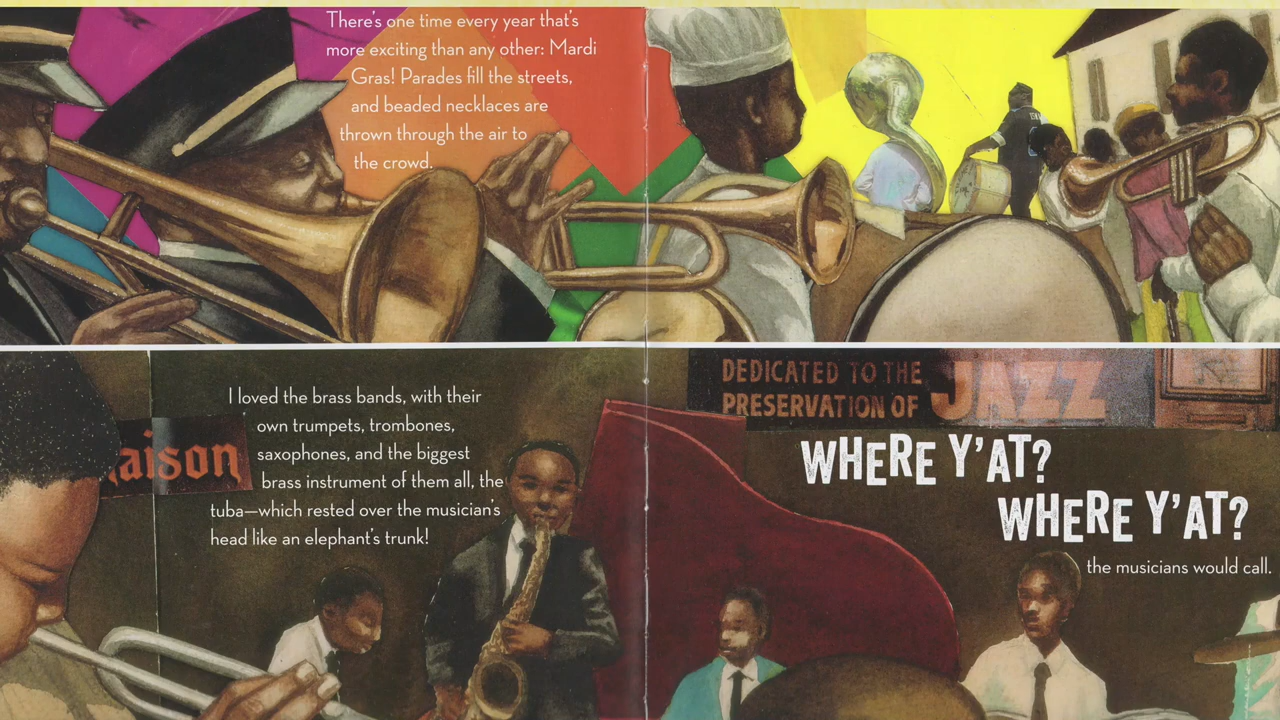 There's one time every year that's
more exciting than any other: Mardi
Gras! Parades fill the streets,
and beaded necklaces are
thrown through the air to
the crowd.
I loved the brass bands, with their
own trumpets, trombones,
saxophones, and the biggest
brass instrument of them all, the
tuba—which rested over the musician's
head like an elephant's trunk!
aison
DEDICATED TO THE
PRESERVATION OF
JAZZ
WHERE Y'AT?
WHERE Y'AT?
the musicians would call.